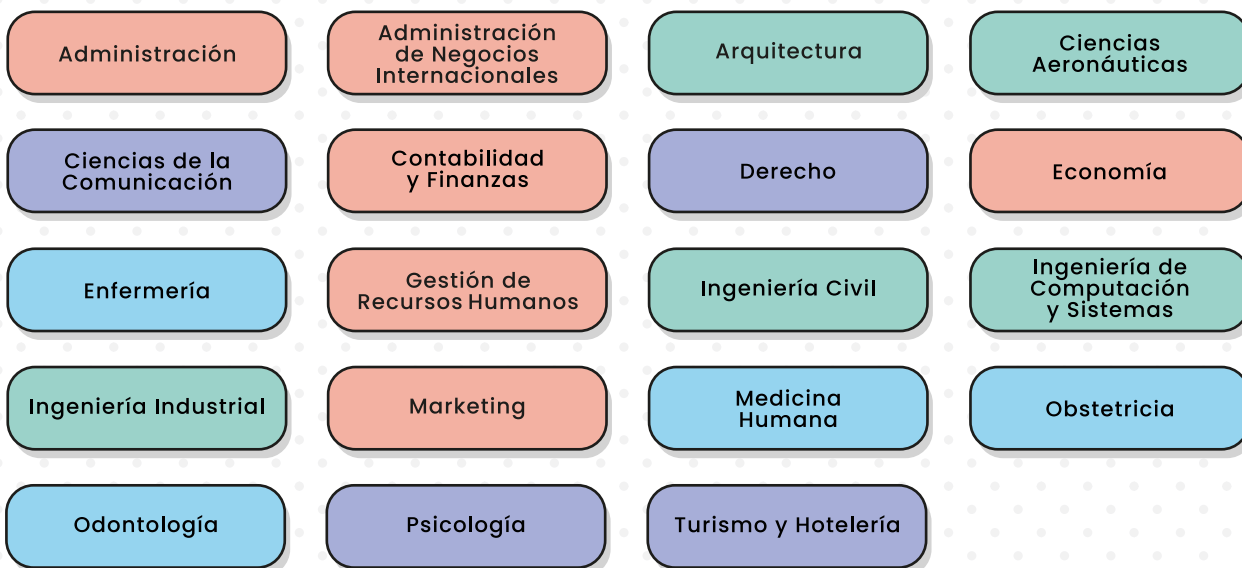 Administración
Administración
de Negocios
Internacionales
Arquitectura
Ciencias
Aeronáuticas
Ciencias de la
Comunicación
Contabilidad
y Finanzas
Derecho
Economía
Enfermería
Gestión de
Recursos Humanos
Ingeniería Civil
Ingeniería de
Computación
y Sistemas
Ingeniería Industrial
Marketing
Medicina
Humana
Obstetricia
Odontología
Psicología
Turismo y Hotelería